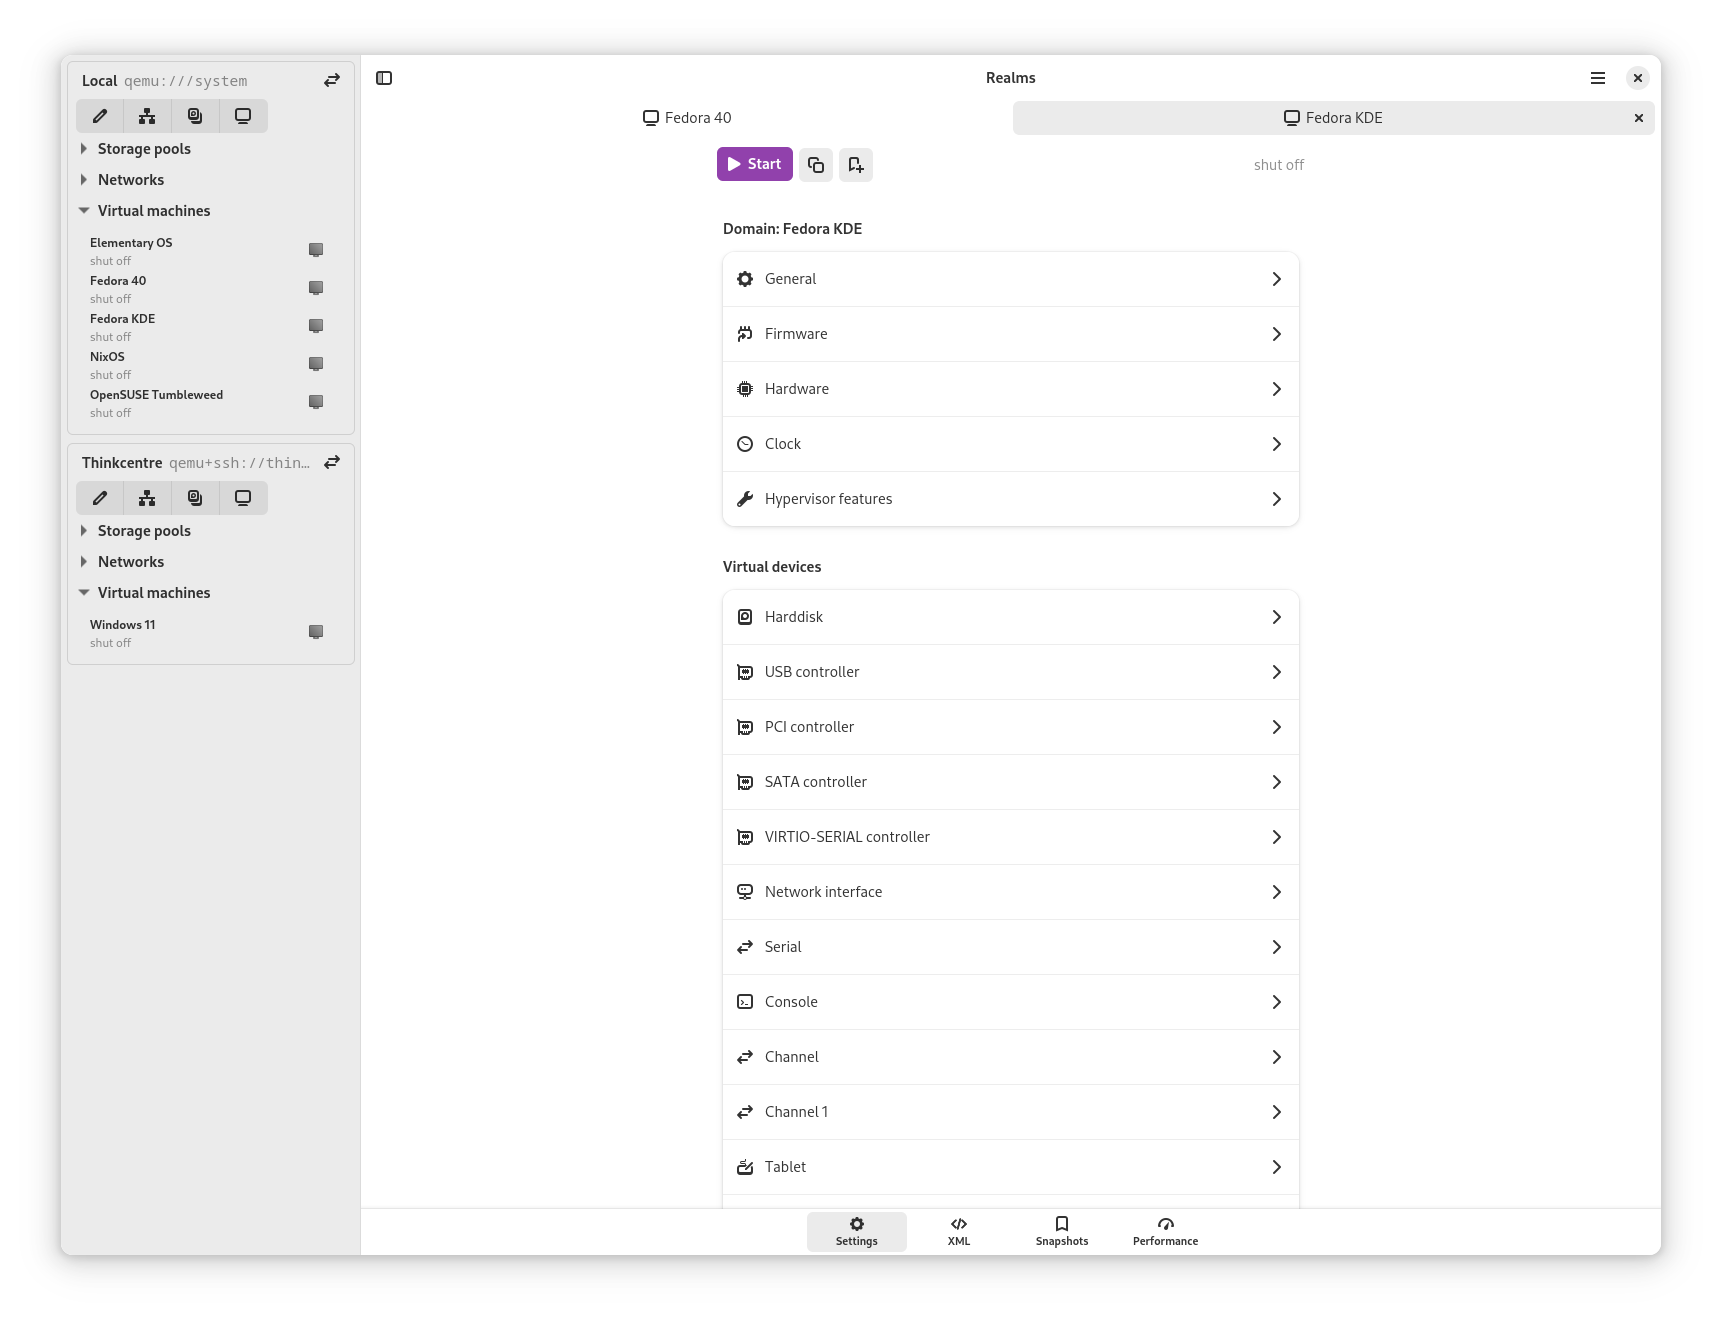 Local qemu:///system
Storage pools
Networks
Virtual machines
Elementary OS
shut off
Fedora 40
shut off
Fedora KDE
shut off
NixOS
shut off
OpenSUSE Tumbleweed
shut off
Thinkcentre qemu+ssh://thin…
Storage pools
Networks
Virtual machines
Windows 11
shut off
Realms
Fedora 40
Fedora KDE
Start
shut off
Domain: Fedora KDE
General
Firmware
Hardware
Clock
Hypervisor features
Virtual devices
Harddisk
USB controller
PCI controller
SATA controller
VIRTIO-SERIAL controller
Network interface
Serial
Console
Channel
Channel 1
Tablet
Settings
XML
Snapshots
Performance